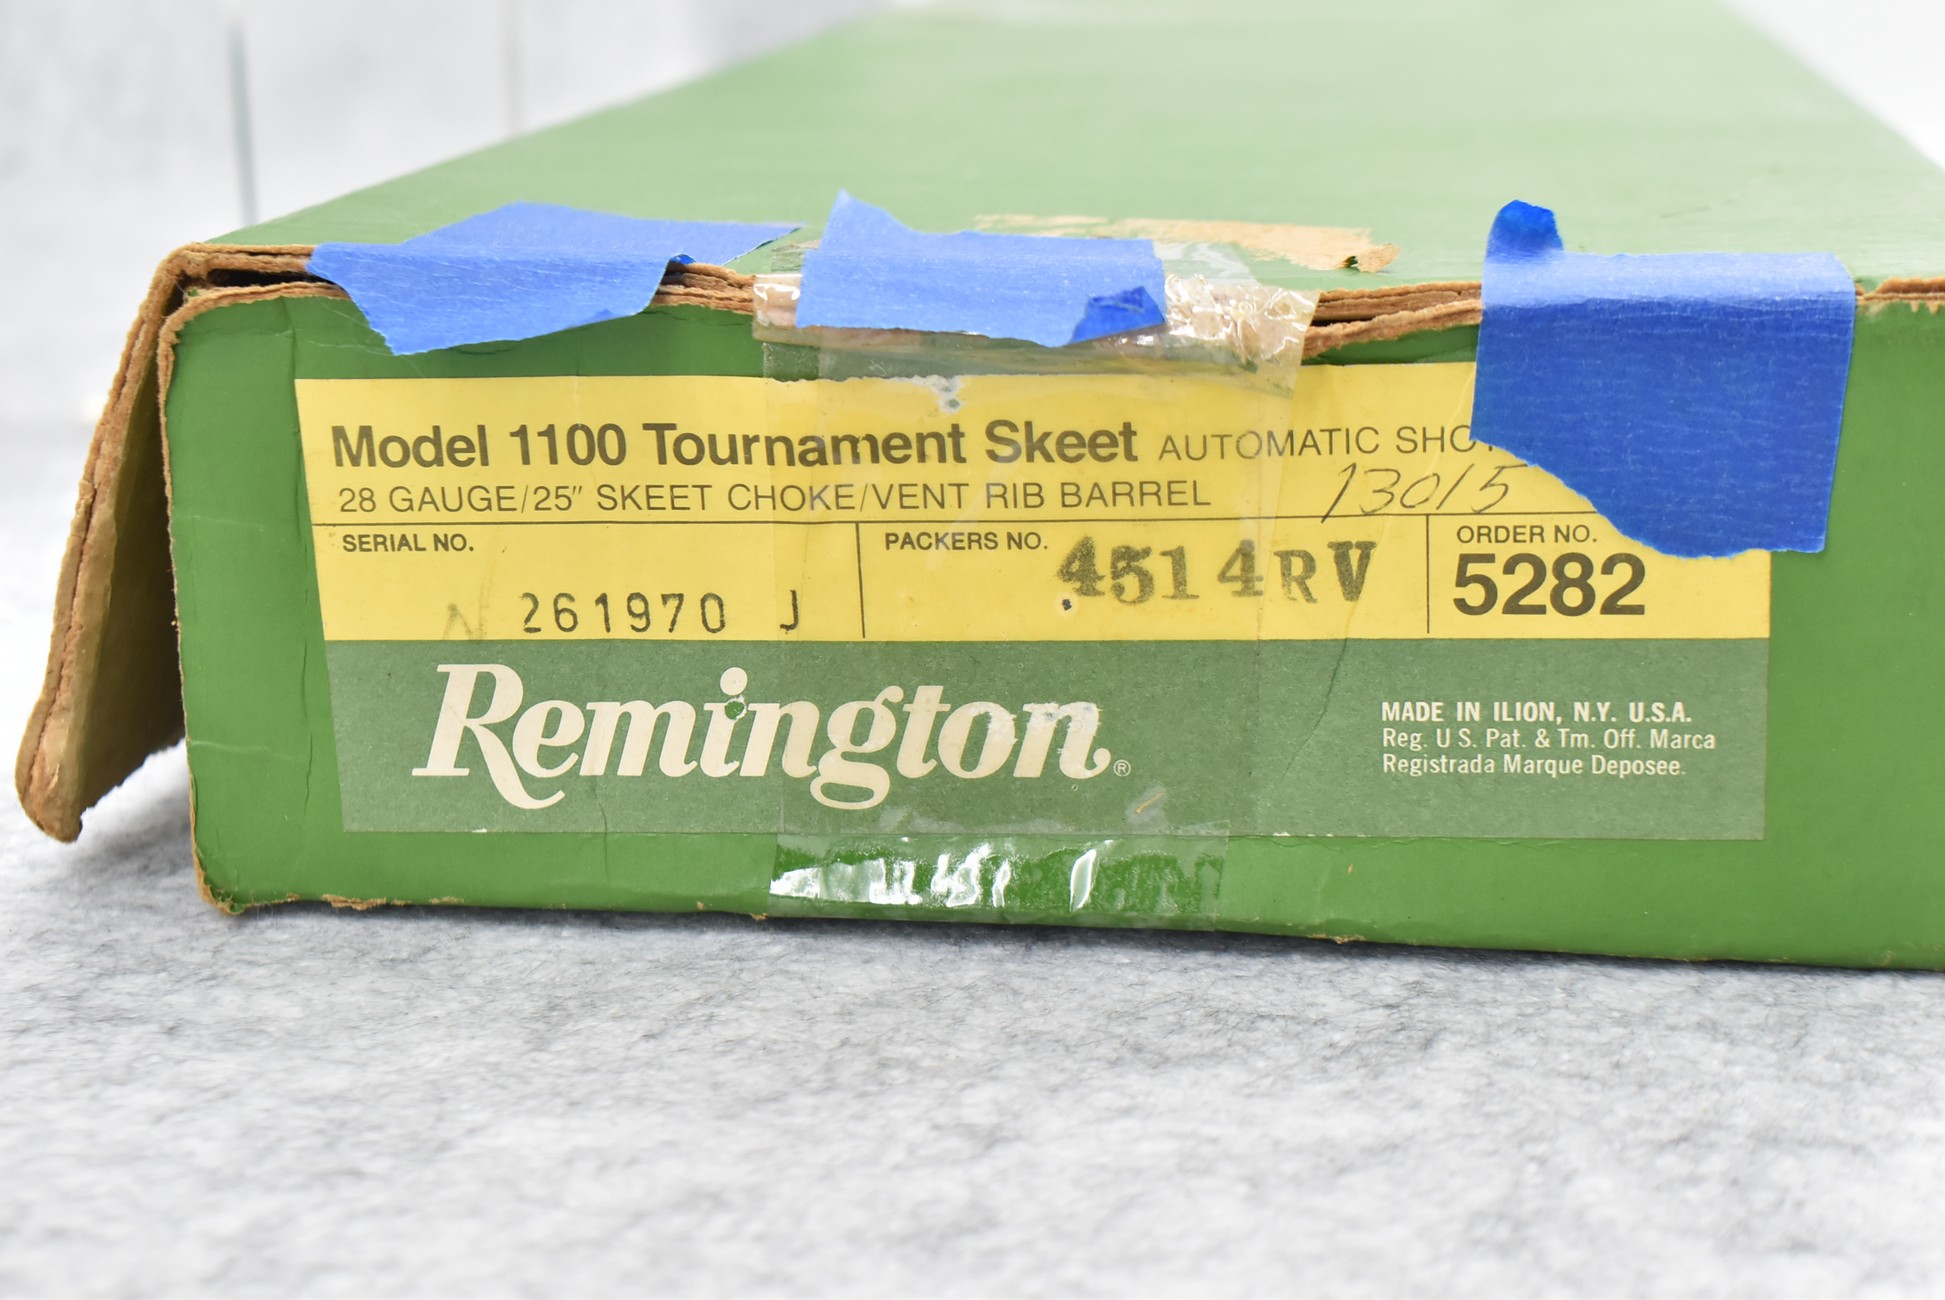 Model 1100 Tournament Skeet AUTOMATIC
28 GAUGE/25" SKEET CHOKE/VENT RIB BARREL 13015
SERIAL NO. PACKERS NO. 4514RV ORDER NO.
N 261970 J 5282
Remington®
MADE IN ILION, N.Y. U.S.A.
Reg. U S. Pat. & Tm. Off. Marca
Registrada Marque Deposee.